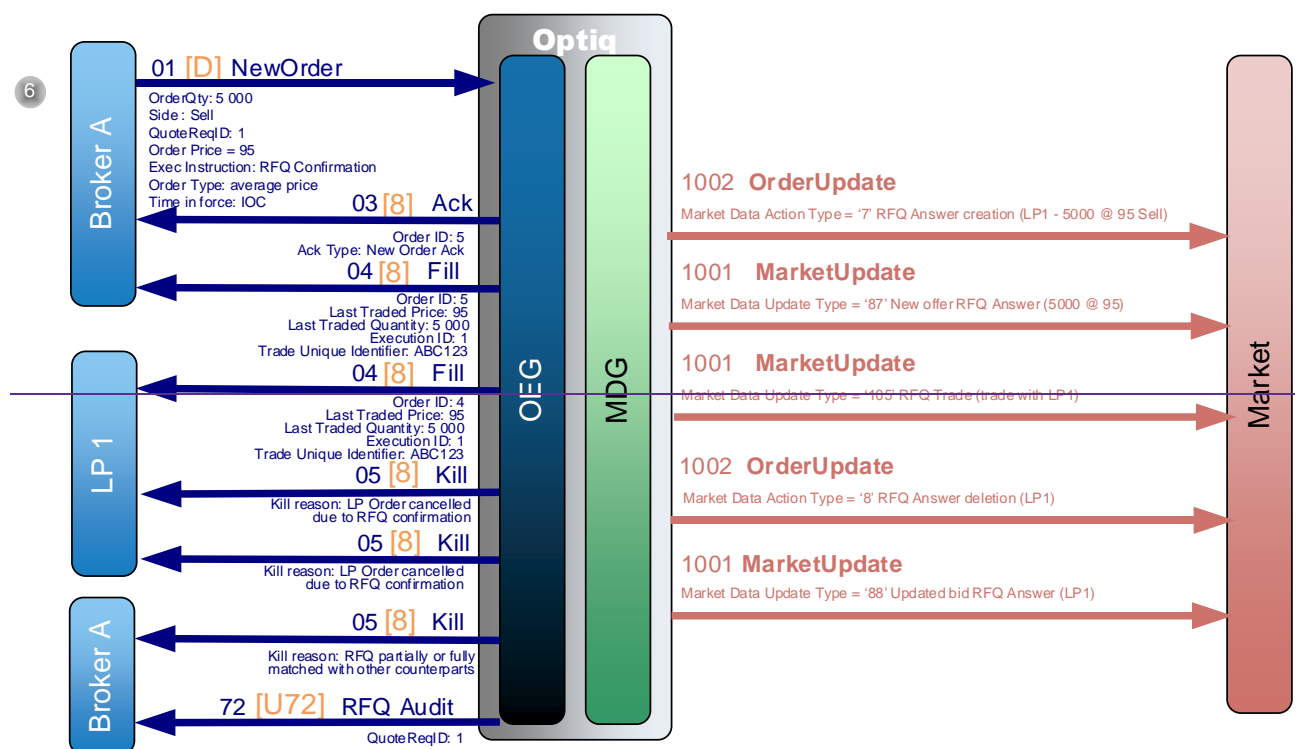 Optiq
6
Broker A
01 [D] NewOrder
OrderQty: 5 000
Side : Sell
QuoteReqID: 1
Order Price = 95
Exec Instruction: RFQ Confirmation
Order Type: average price
Time in force: IOC
03 [8] Ack
Order ID: 5
Ack Type: New Order Ack
04 [8] Fill
Order ID: 5
Last Traded Price: 95
Last Traded Quantity: 5 000
Execution ID: 1
Trade Unique Identifier: ABC123
LP 1
04 [8] Fill
Order ID: 4
Last Traded Price: 95
Last Traded Quantity: 5 000
Execution ID: 1
Trade Unique Identifier: ABC123
05 [8] Kill
Kill reason: LP Order cancelled
due to RFQ confirmation
05 [8] Kill
Kill reason: LP Order cancelled
due to RFQ confirmation
Broker A
05 [8] Kill
Kill reason: RFQ partially or fully
matched with other counterparts
72 [U72] RFQ Audit
QuoteReqID: 1
OEG
MDG
1002 OrderUpdate
Market Data Action Type = ‘7’ RFQ Answer creation (LP1 - 5000 @ 95 Sell)
1001 MarketUpdate
Market Data Update Type = ‘87’ New offer RFQ Answer (5000 @ 95)
1001 MarketUpdate
Market Data Update Type = ‘105’ RFQ Trade (trade with LP1)
1002 OrderUpdate
Market Data Action Type = ‘8’ RFQ Answer deletion (LP1)
1001 MarketUpdate
Market Data Update Type = ‘88’ Updated bid RFQ Answer (LP1)
Market